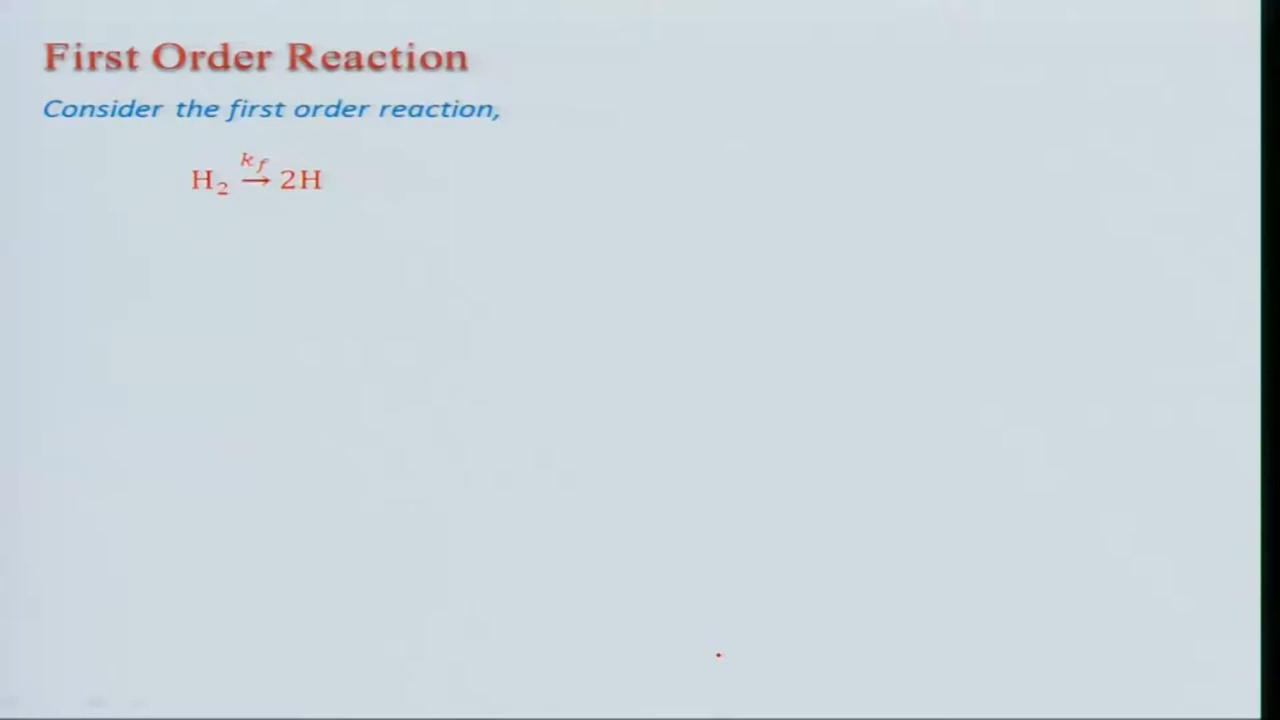 First Order Reaction
Consider the first order reaction,
H₂ →^{k_f} 2H